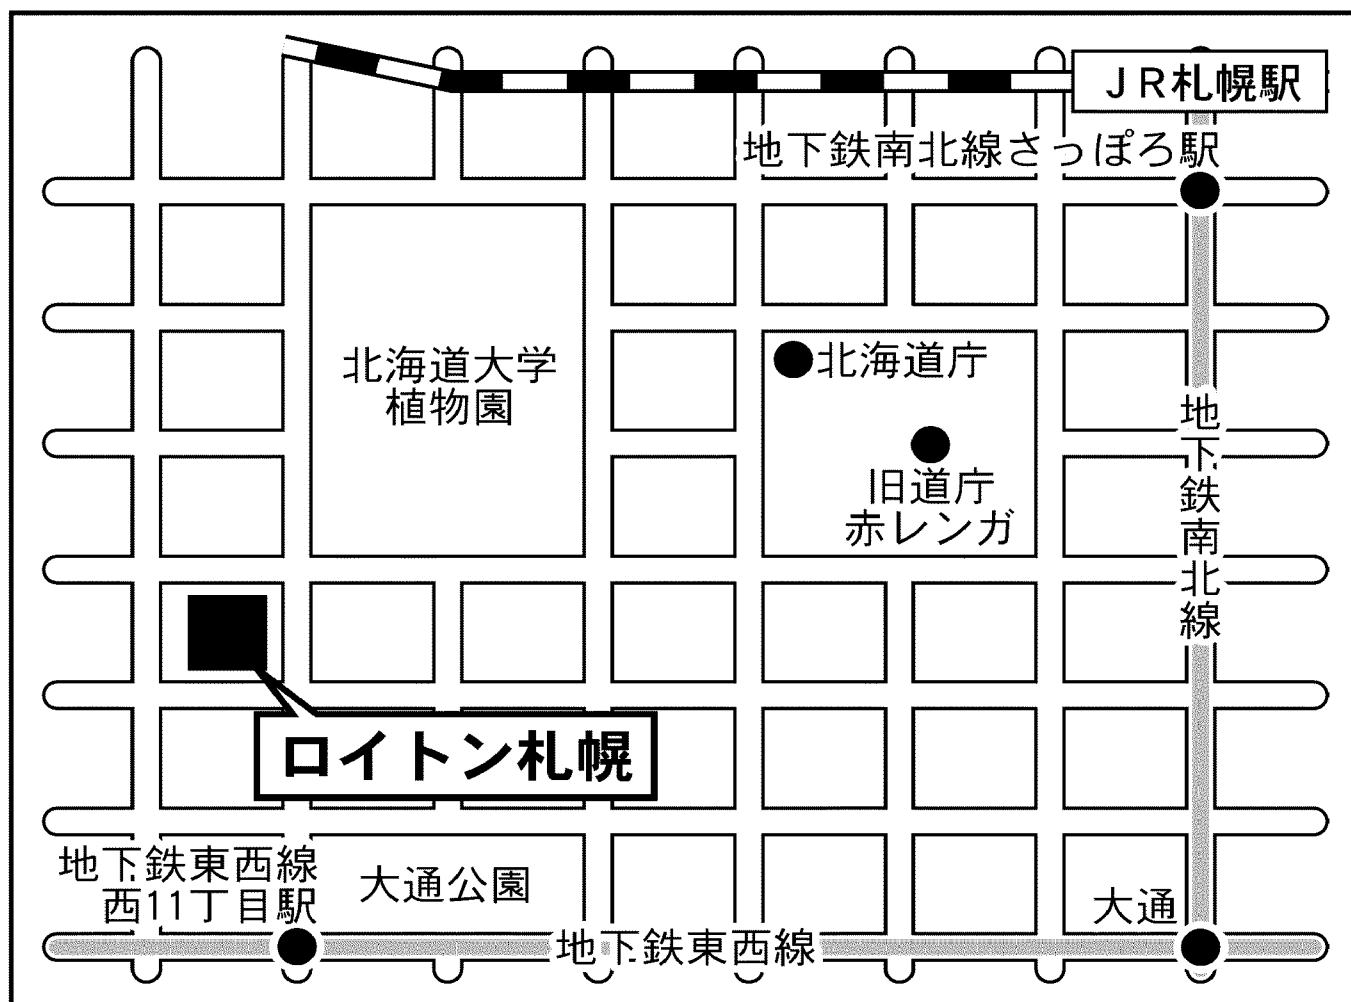 ＪＲ札幌駅
地下鉄南北線さっぽろ駅
北海道大学
植物園
北海道庁
旧道庁
赤レンガ
地下鉄南北線
ロイトン札幌
地下鉄東西線
西11丁目駅
大通公園
大通
地下鉄東西線